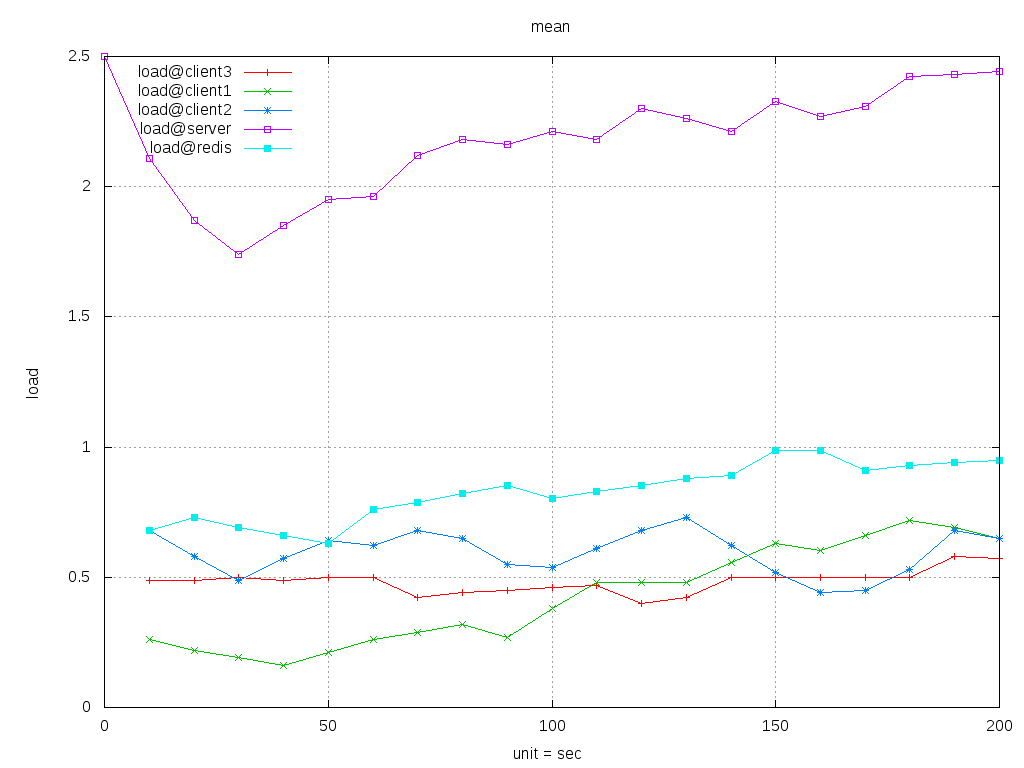 mean
2.5
load@client3
load@client1
load@client2
load@server
load@redis
2
1.5
load
1
0.5
0
0 50 100 150 200
unit = sec